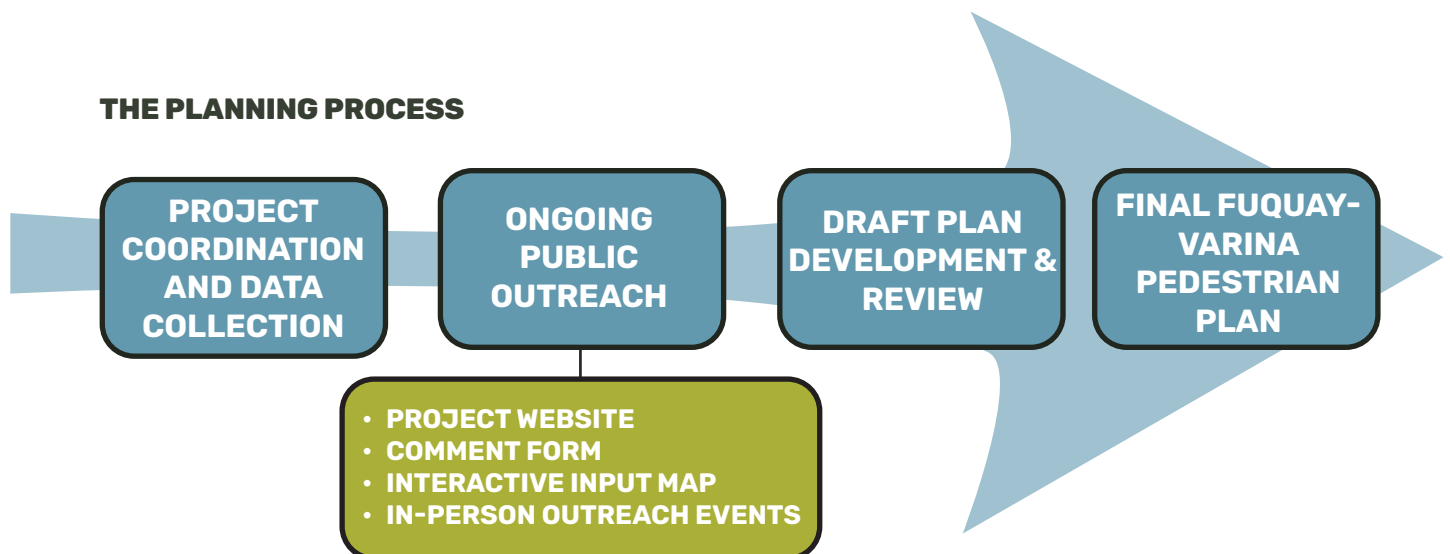 THE PLANNING PROCESS
PROJECT
COORDINATION
AND DATA
COLLECTION
ONGOING
PUBLIC
OUTREACH
DRAFT PLAN
DEVELOPMENT &
REVIEW
FINAL FUQUAY-
VARINA
PEDESTRIAN
PLAN
• PROJECT WEBSITE
• COMMENT FORM
• INTERACTIVE INPUT MAP
• IN-PERSON OUTREACH EVENTS